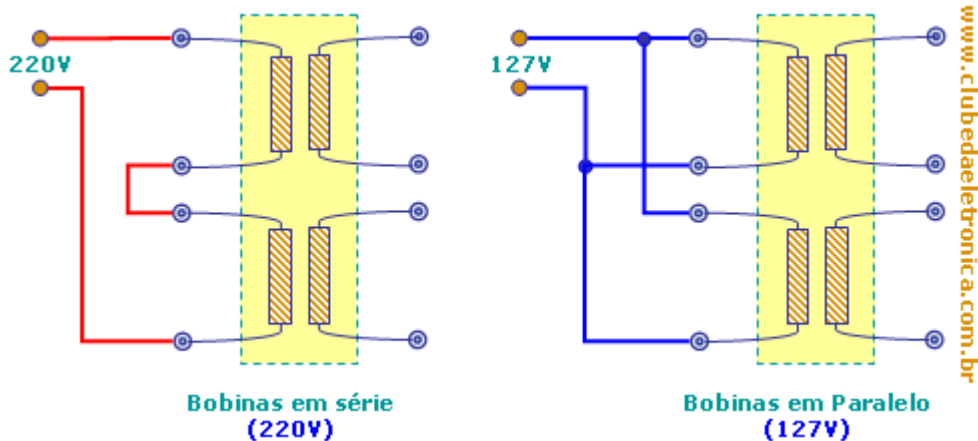 220V
127V
Bobinas em série
(220V)
Bobinas em Paralelo
(127V)
www.clubedaeletronica.com.br